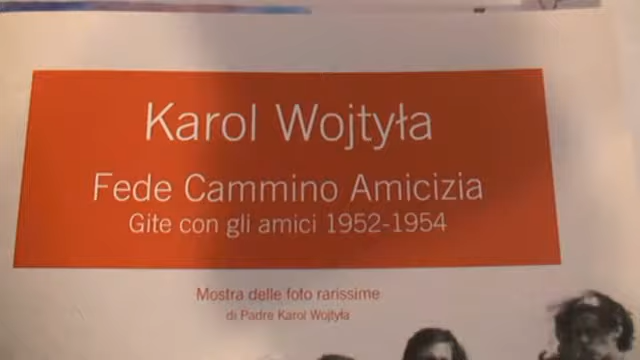 Karol Wojtyła
Fede Cammino Amicizia
Gite con gli amici 1952-1954
Mostra delle foto rarissime
di Padre Karol Wojtyła